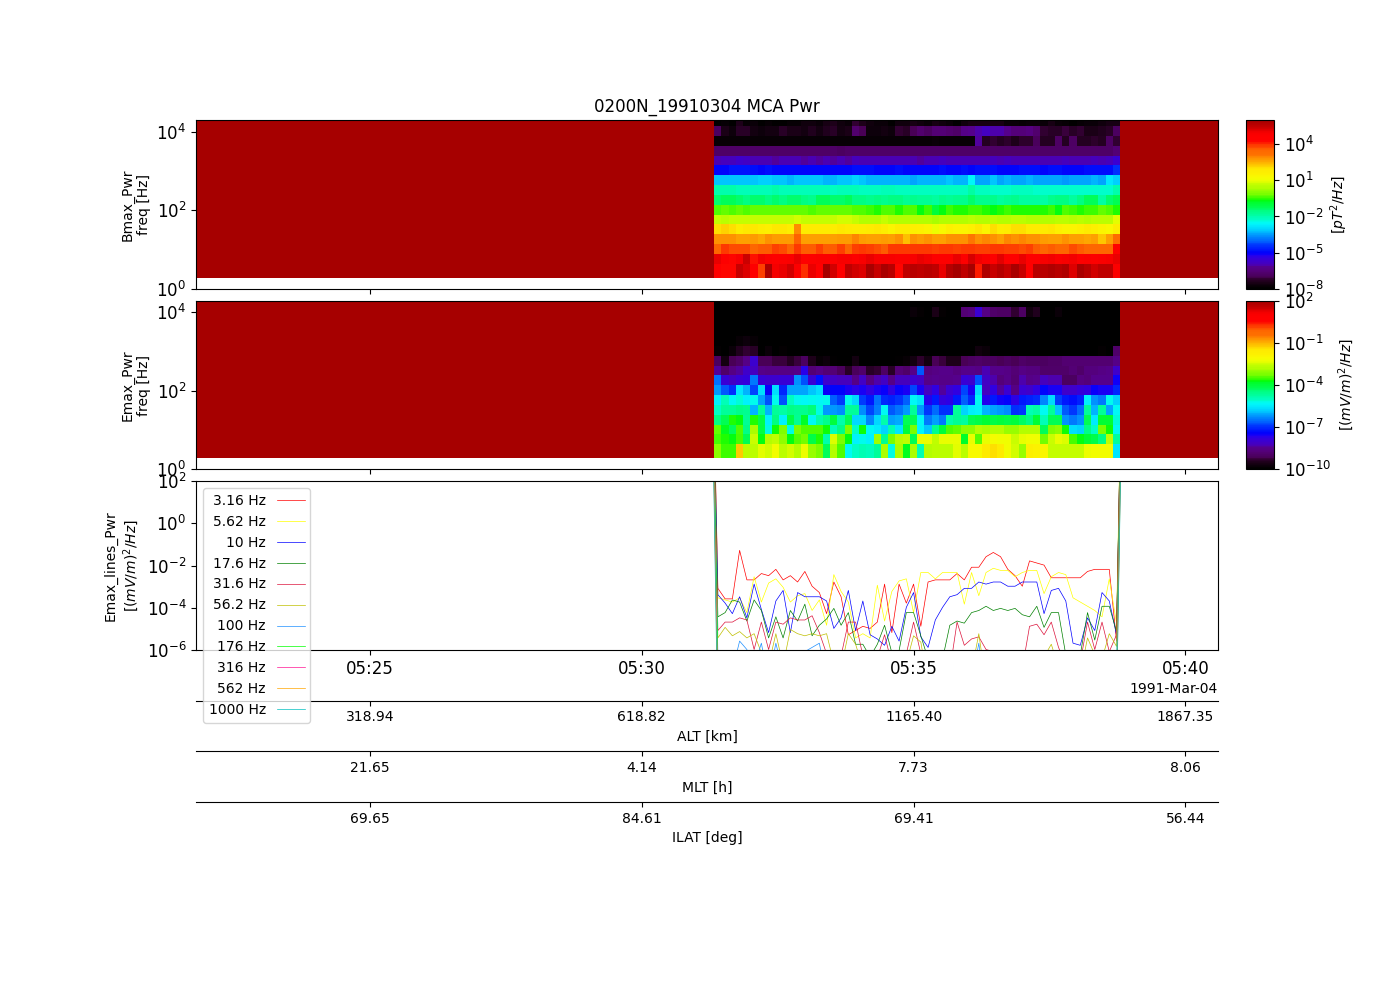 0200N_19910304 MCA Pwr
10^4
10^2
10^0
Bmax_Pwr
freq [Hz]
10^4
10^1
10^-2
10^-5
10^-8
[pT^2/Hz]
10^4
10^2
10^0
Emax_Pwr
freq [Hz]
10^2
10^-1
10^-4
10^-7
10^-10
[(mV/m)^2/Hz]
10^2
10^0
10^-2
10^-4
10^-6
Emax_lines_Pwr
[(mV/m)^2/Hz]
3.16 Hz
5.62 Hz
10 Hz
17.6 Hz
31.6 Hz
56.2 Hz
100 Hz
176 Hz
316 Hz
562 Hz
1000 Hz
05:25 05:30 05:35 05:40
1991-Mar-04
318.94 618.82 1165.40 1867.35
ALT [km]
21.65 4.14 7.73 8.06
MLT [h]
69.65 84.61 69.41 56.44
ILAT [deg]